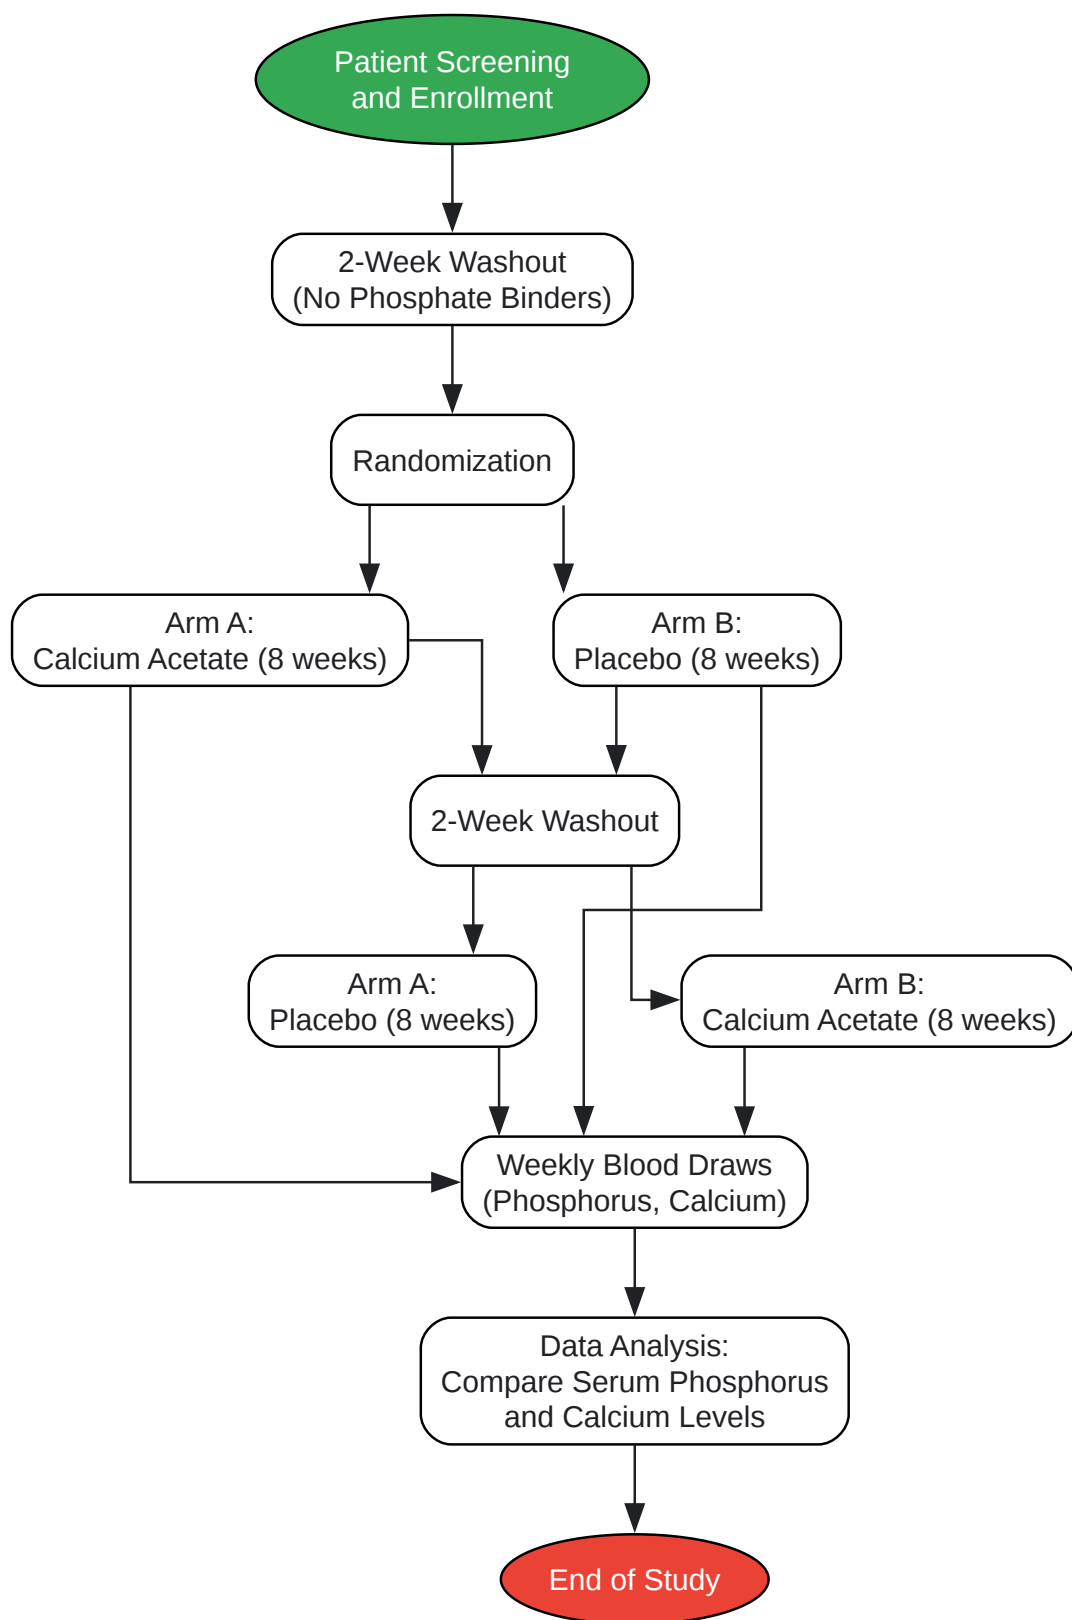 Patient Screening
and Enrollment
2-Week Washout
(No Phosphate Binders)
Randomization
Arm A:
Calcium Acetate (8 weeks)
Arm B:
Placebo (8 weeks)
2-Week Washout
Arm A:
Placebo (8 weeks)
Arm B:
Calcium Acetate (8 weeks)
Weekly Blood Draws
(Phosphorus, Calcium)
Data Analysis:
Compare Serum Phosphorus
and Calcium Levels
End of Study